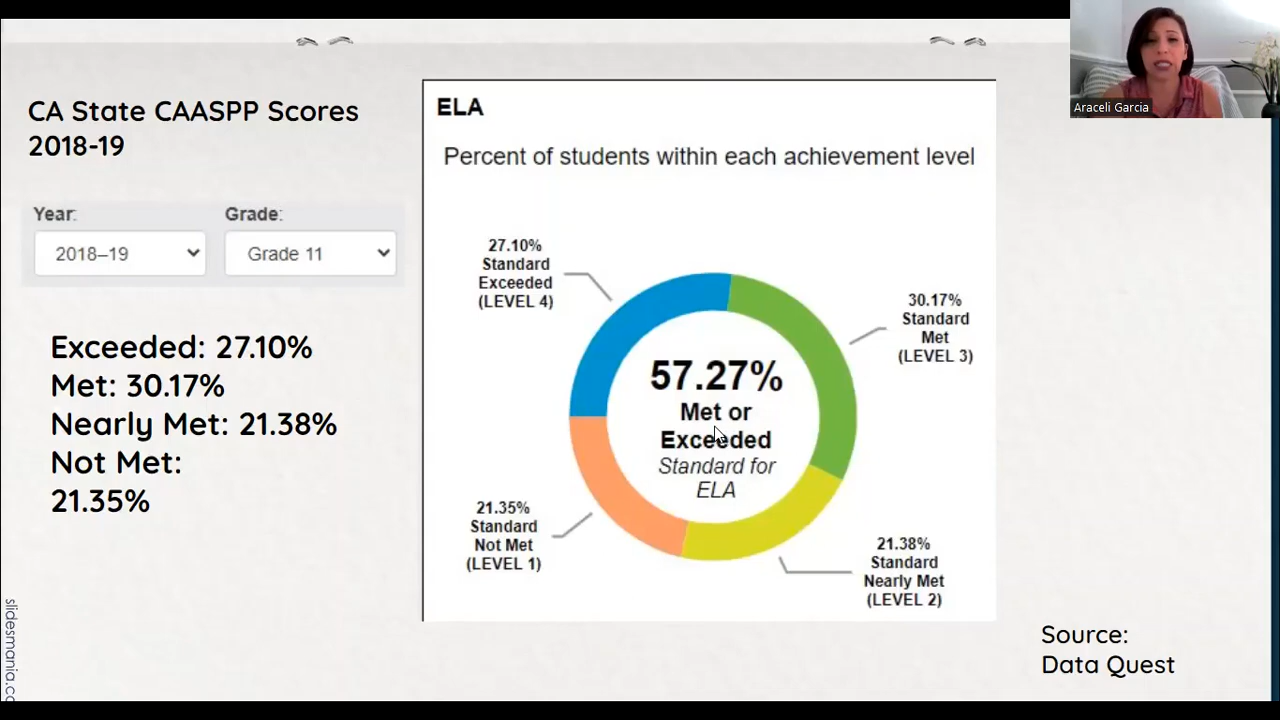 CA State CAASPP Scores
2018-19
Year:
Grade:
2018–19
Grade 11
Exceeded: 27.10%
Met: 30.17%
Nearly Met: 21.38%
Not Met:
21.35%
ELA
Percent of students within each achievement level
27.10%
Standard
Exceeded
(LEVEL 4)
30.17%
Standard
Met
(LEVEL 3)
57.27%
Met or
Exceeded
Standard for
ELA
21.35%
Standard
Not Met
(LEVEL 1)
21.38%
Standard
Nearly Met
(LEVEL 2)
Source:
Data Quest
Araceli Garcia
slidesmania.co